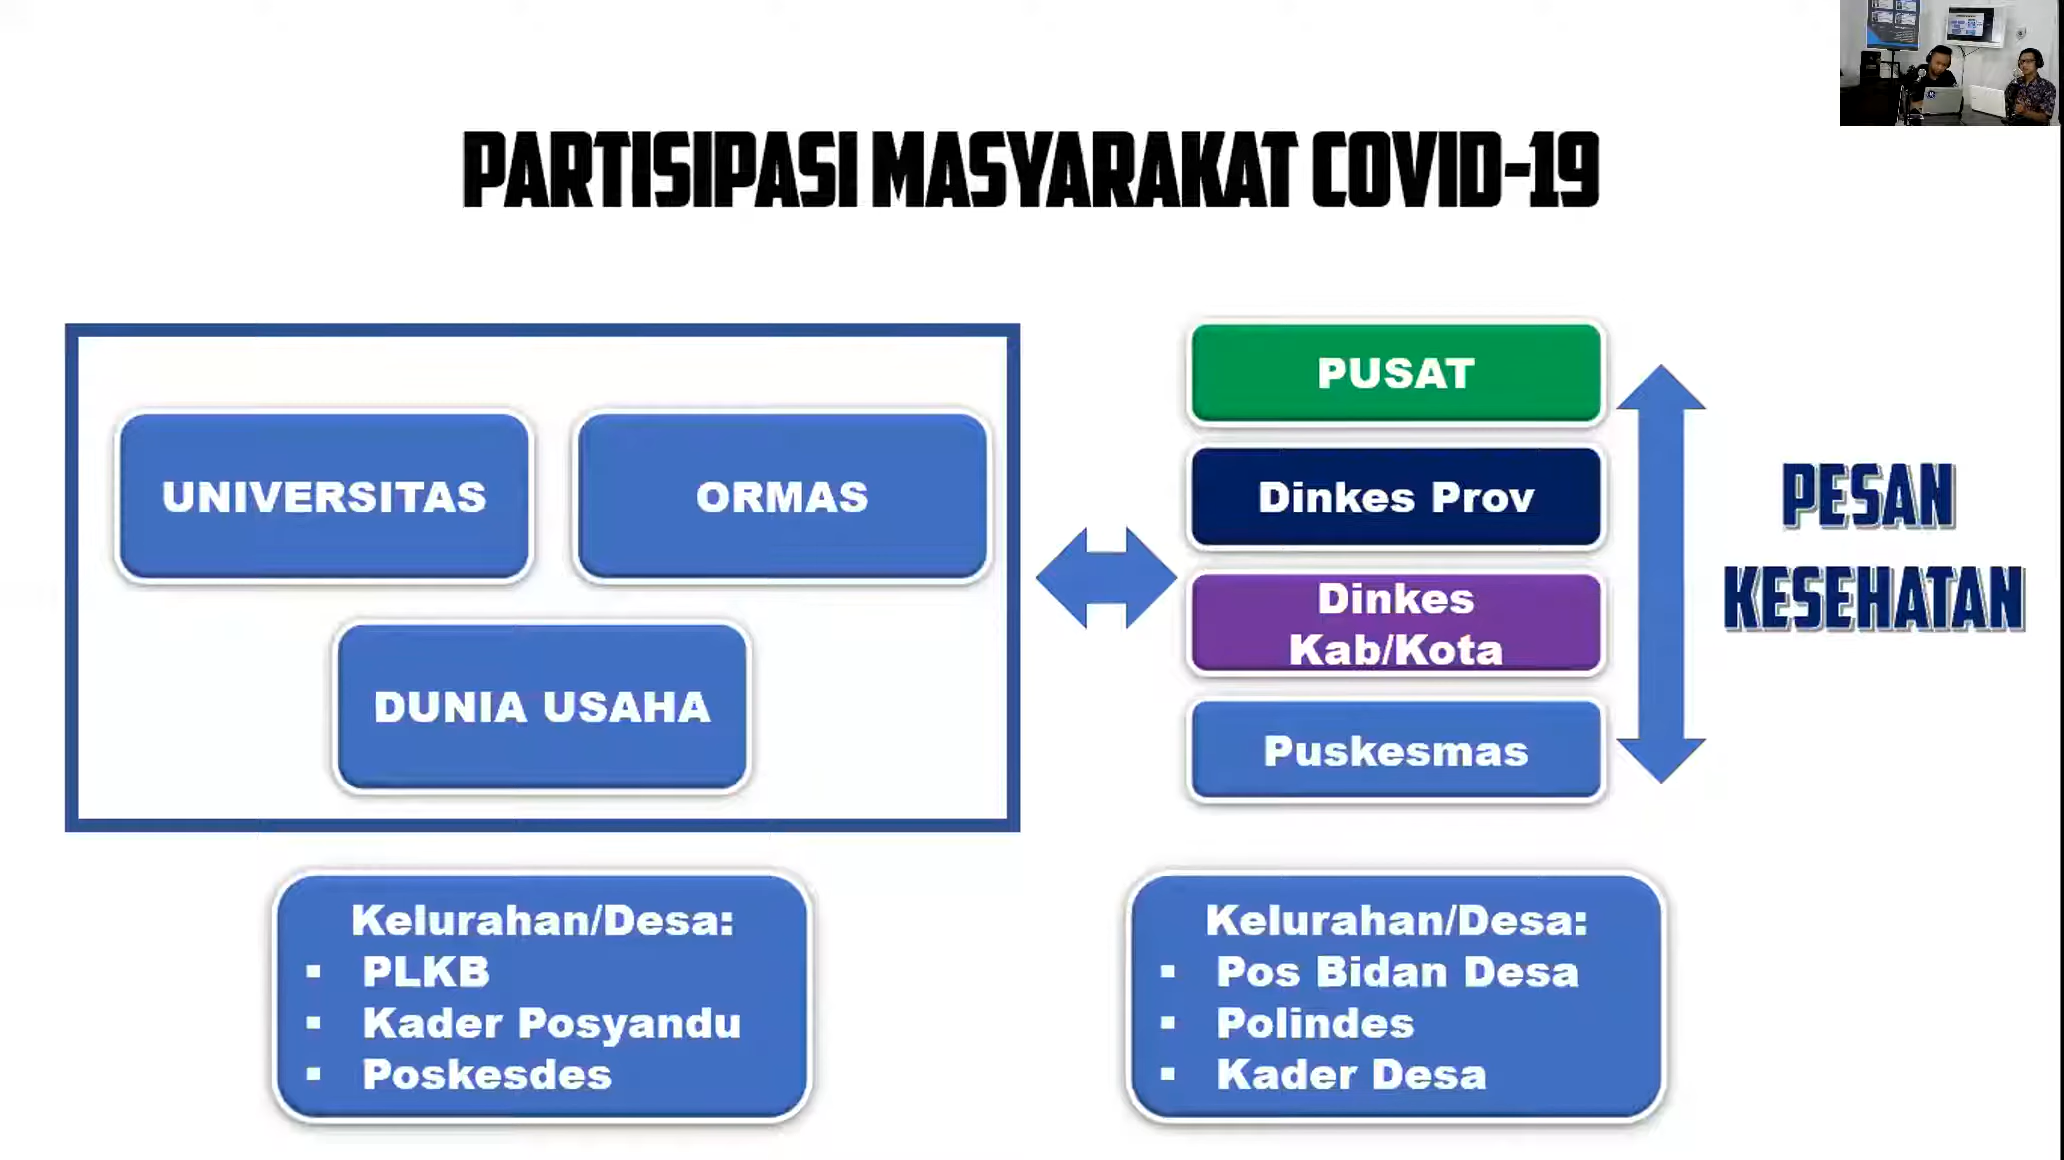 PARTISIPASI MASYARAKAT COVID-19
UNIVERSITAS
ORMAS
DUNIA USAHA
PUSAT
Dinkes Prov
Dinkes
Kab/Kota
Puskesmas
PESAN
KESEHATAN
Kelurahan/Desa:
▪ PLKB
▪ Kader Posyandu
▪ Poskesdes
Kelurahan/Desa:
▪ Pos Bidan Desa
▪ Polindes
▪ Kader Desa